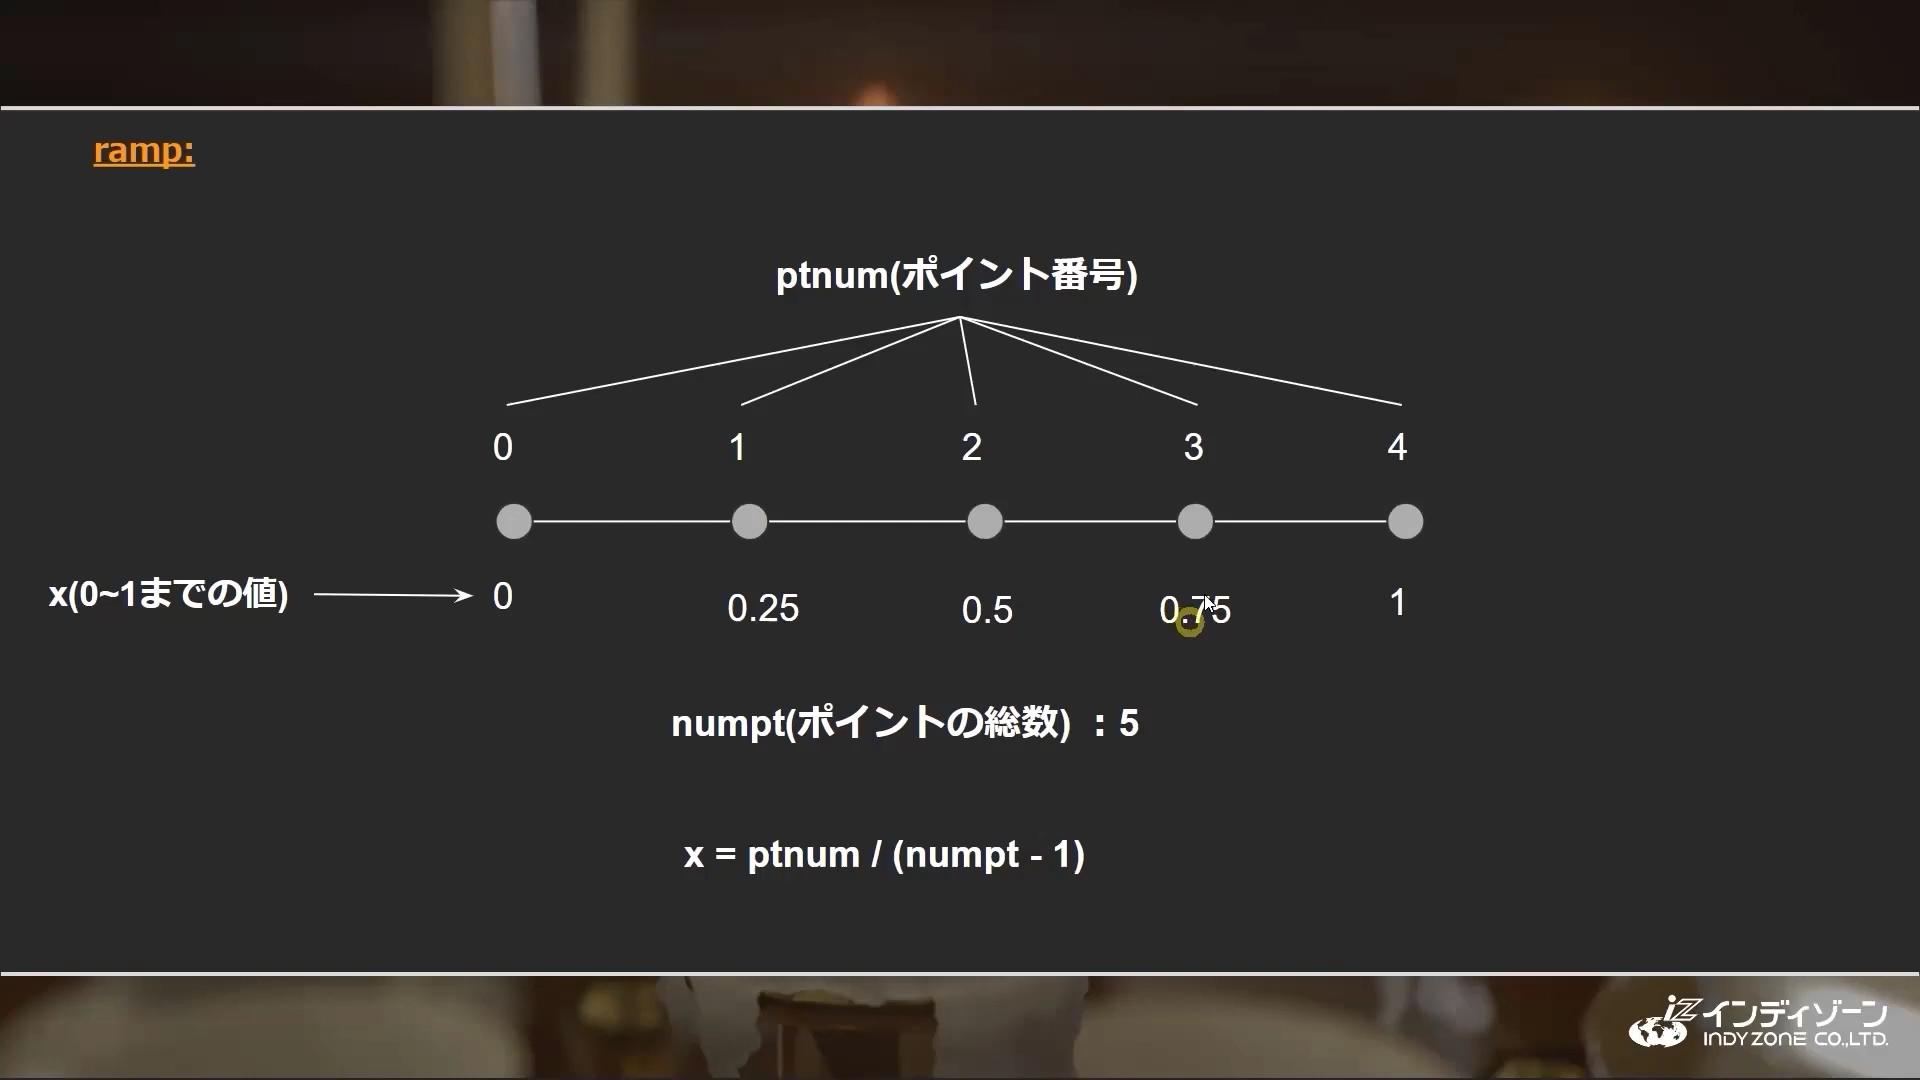 ramp:
ptnum(ポイント番号)
0 1 2 3 4
x(0~1までの値) 0 0.25 0.5 0.75 1
numpt(ポイントの総数) : 5
x = ptnum / (numpt - 1)
iZ インディゾーン
INDYZONE CO.,LTD.